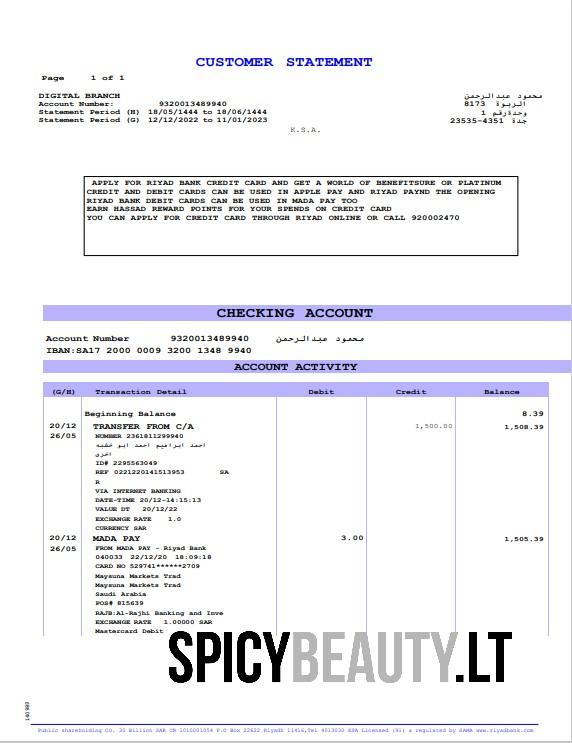 CUSTOMER STATEMENT
Page 1 of 1
DIGITAL BRANCH
Account Number: 9320013489940
Statement Period (H) 18/05/1444 to 18/06/1444
Statement Period (G) 12/12/2022 to 11/01/2023
محمود عبدالرحمن
الربوة 8173
وحدةرقم 1
جدة 4351-23535
K.S.A.
APPLY FOR RIYAD BANK CREDIT CARD AND GET A WORLD OF BENEFITSURE OR PLATINUM
CREDIT AND DEBIT CARDS CAN BE USED IN APPLE PAY AND RIYAD PAYND THE OPENING
RIYAD BANK DEBIT CARDS CAN BE USED IN MADA PAY TOO
EARN HASSAD REWARD POINTS FOR YOUR SPENDS ON CREDIT CARD
YOU CAN APPLY FOR CREDIT CARD THROUGH RIYAD ONLINE OR CALL 920002470
CHECKING ACCOUNT
Account Number 9320013489940 محمود عبدالرحمن
IBAN:SA17 2000 0009 3200 1348 9940
ACCOUNT ACTIVITY
(G/H) Transaction Detail Debit Credit Balance
Beginning Balance 8.39
20/12 TRANSFER FROM C/A 1,500.00 1,508.39
26/05 NUMBER 2361811299940
احمد ابراهيم احمد ابو خشبه
اخرى
ID# 2295563049
REF 0221220141513953 SA
R
VIA INTERNET BANKING
DATE-TIME 20/12-14:15:13
VALUE DT 20/12/22
EXCHANGE RATE 1.0
CURRENCY SAR
20/12 MADA PAY 3.00 1,505.39
26/05 FROM MADA PAY - Riyad Bank
040033 22/12/20 18:09:18
CARD NO 529741******2709
Maysuna Markets Trad
Maysuna Markets Trad
Saudi Arabia
POS# 815639
RAJB:Al-Rajhi Banking and Inve
EXCHANGE RATE 1.00000 SAR
Mastercard Debit
SPICYBEAUTY.LT
Public shareholding CO. 30 Billion SAR CR 1010001054 P.O Box 22622 Riyadh 11416,Tel 4013030 KSA Licensed (91) a regulated by SAMA www.riyadbank.com